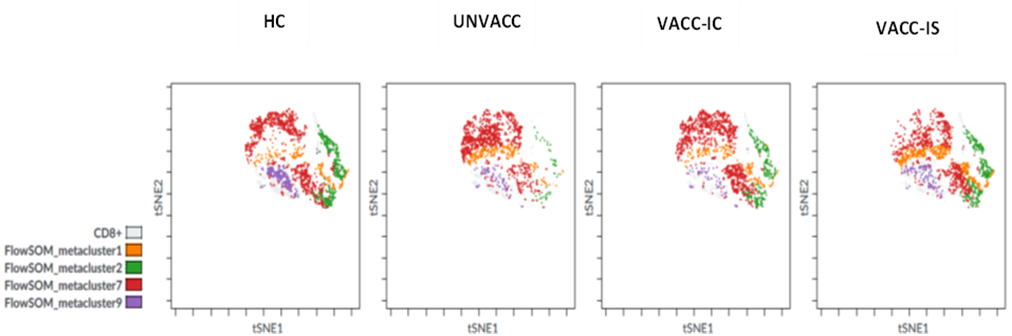 HC
UNVACC
VACC-IC
VACC-IS
tSNE2
tSNE2
tSNE2
tSNE2
CD8+
FlowSOM_metacluster1
FlowSOM_metacluster2
FlowSOM_metacluster7
FlowSOM_metacluster9
tSNE1
tSNE1
tSNE1
tSNE1